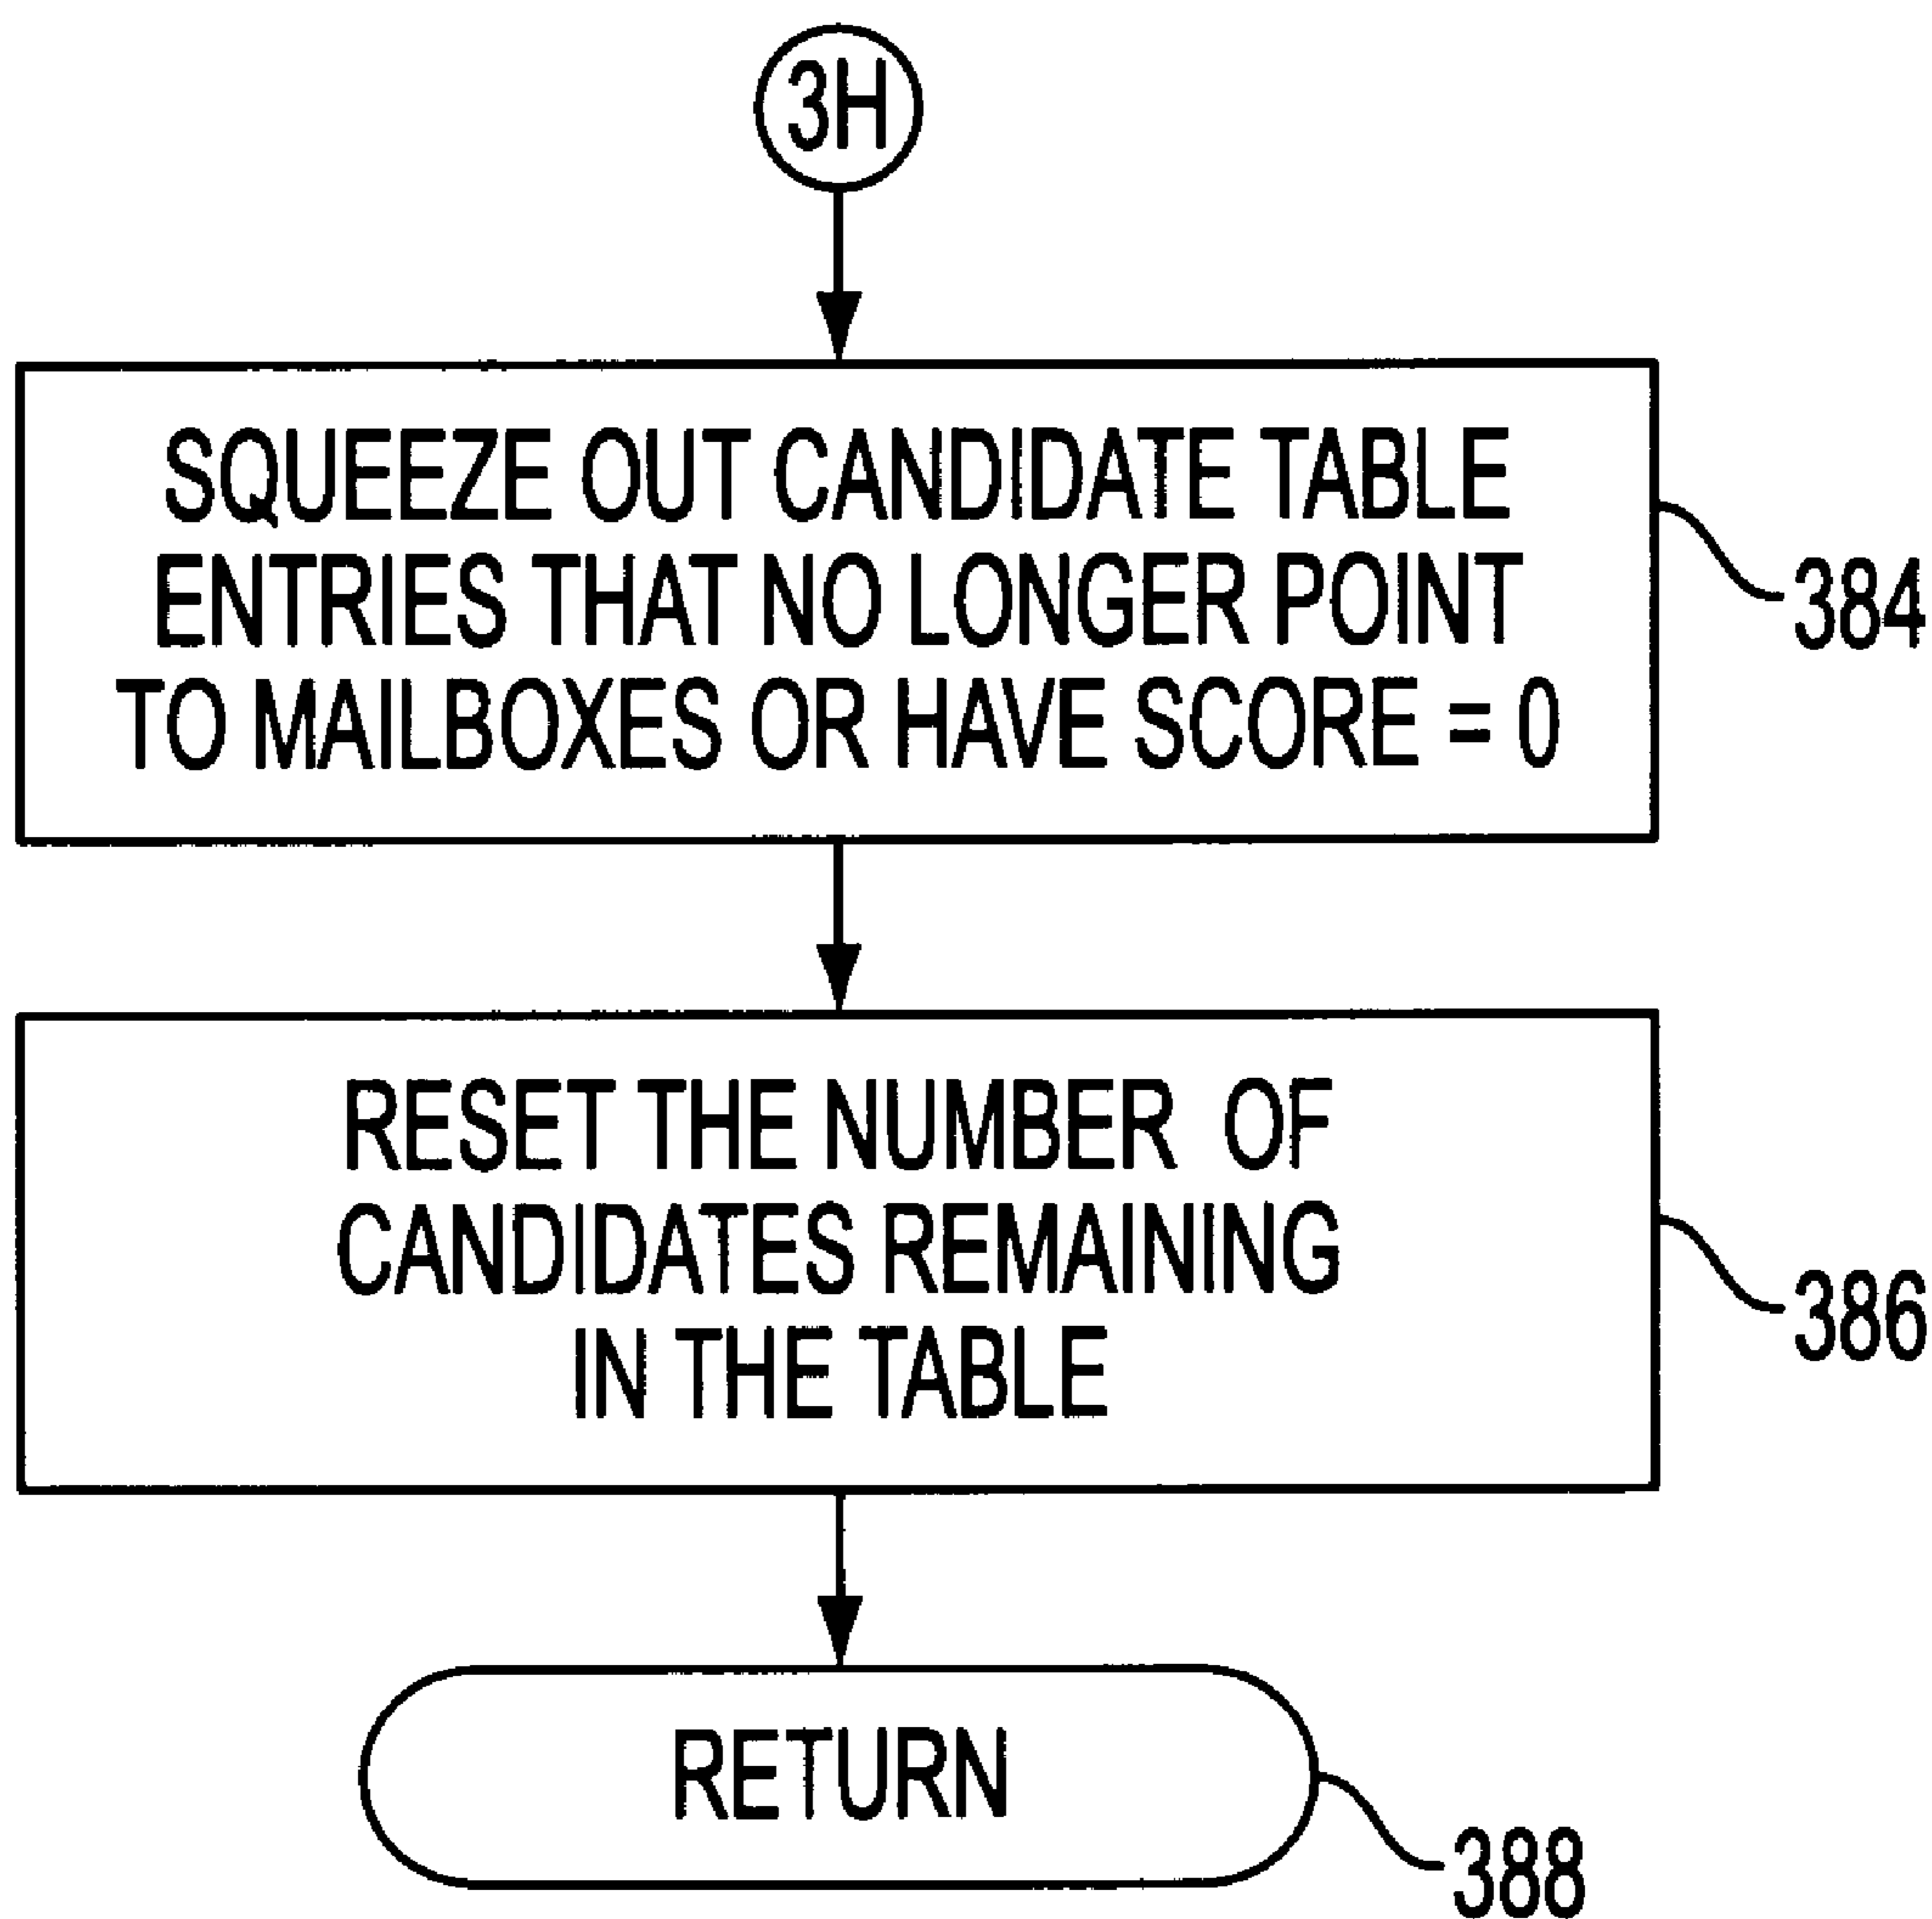 3H
SQUEEZE OUT CANDIDATE TABLE
ENTRIES THAT NO LONGER POINT
TO MAILBOXES OR HAVE SCORE = 0
384
RESET THE NUMBER OF
CANDIDATES REMAINING
IN THE TABLE
386
RETURN
388